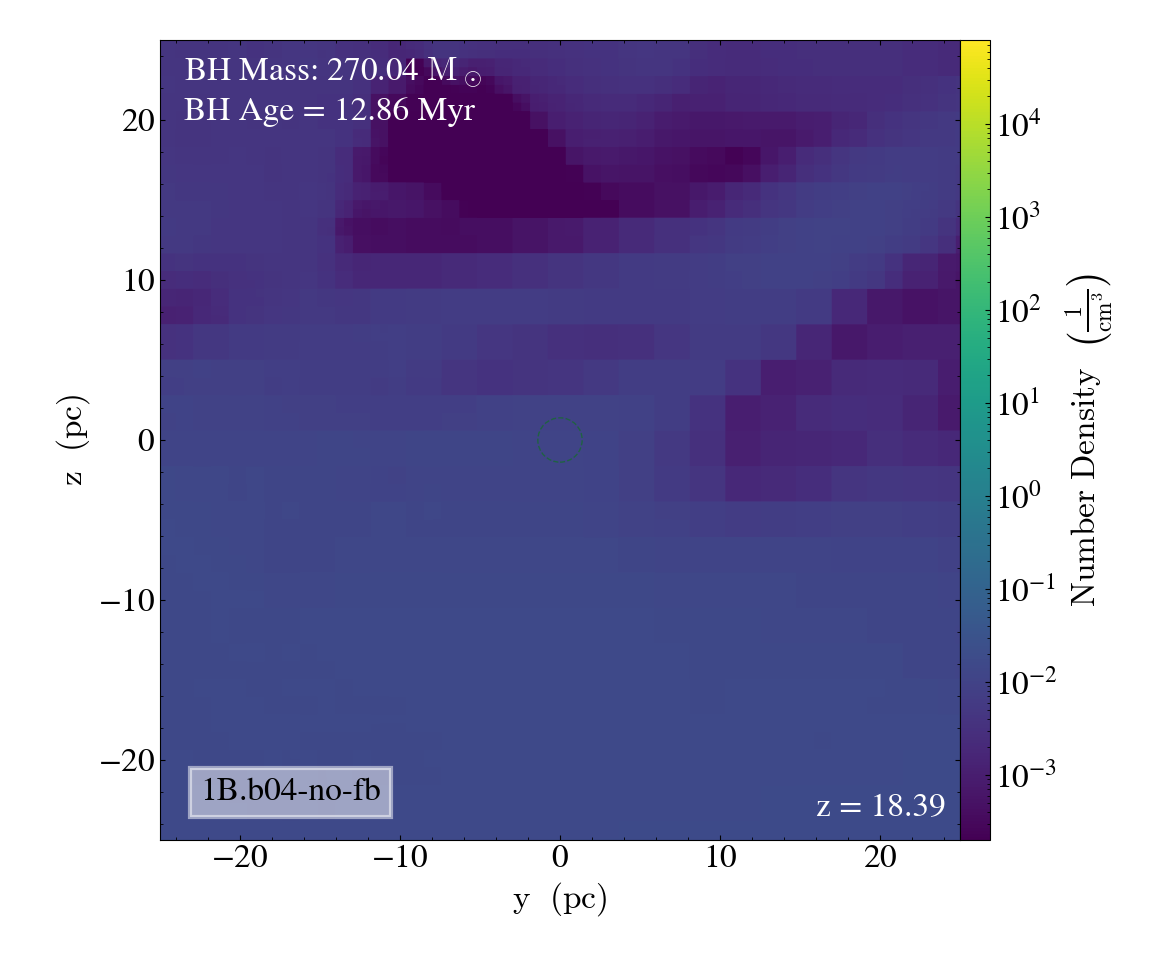 BH Mass: 270.04 M⊙
BH Age = 12.86 Myr
20
10
0
−10
−20
z (pc)
1B.b04-no-fb
z = 18.39
−20 −10 0 10 20
y (pc)
10^4
10^3
10^2
10^1
10^0
10^−1
10^−2
10^−3
Number Density (1/cm^3)